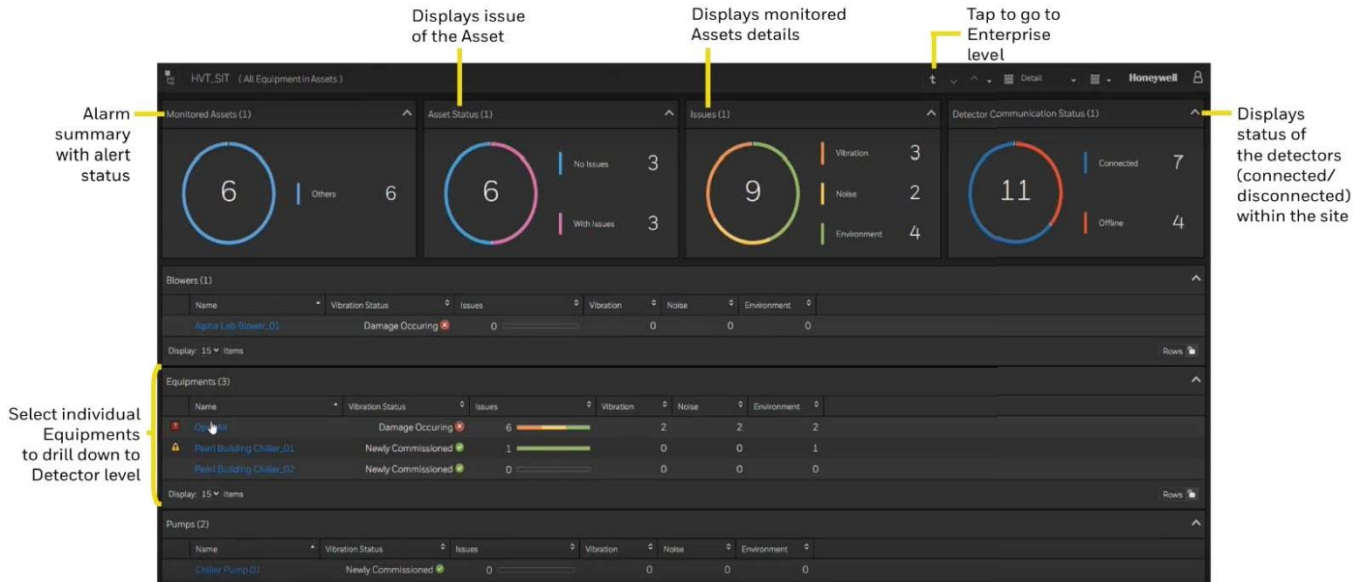 Displays issue
of the Asset
Displays monitored
Assets details
Tap to go to
Enterprise
level
HVT_SIT ( All Equipment in Assets )
Detail
Honeywell
Alarm
summary
with alert
status
Monitored Assets (1)
6
Others 6
Asset Status (1)
6
No Issues 3
With Issues 3
Issues (1)
9
Vibration 3
Noise 2
Environment 4
Detector Communication Status (1)
11
Connected 7
Offline 4
Displays
status of
the detectors
(connected/
disconnected)
within the site
Blowers (1)
Name Vibration Status Issues Vibration Noise Environment
Alpha Lab Blower_01 Damage Occuring 0 0 0 0
Display: 15 items Rows
Select individual
Equipments
to drill down to
Detector level
Equipments (3)
Name Vibration Status Issues Vibration Noise Environment
Damage Occuring 6 2 2 2
Pearl Building Chiller_01 Newly Commissioned 1 0 0 1
Pearl Building Chiller_02 Newly Commissioned 0 0 0 0
Display: 15 items Rows
Pumps (2)
Name Vibration Status Issues Vibration Noise Environment
Chiller Pump 01 Newly Commissioned 0 0 0 0